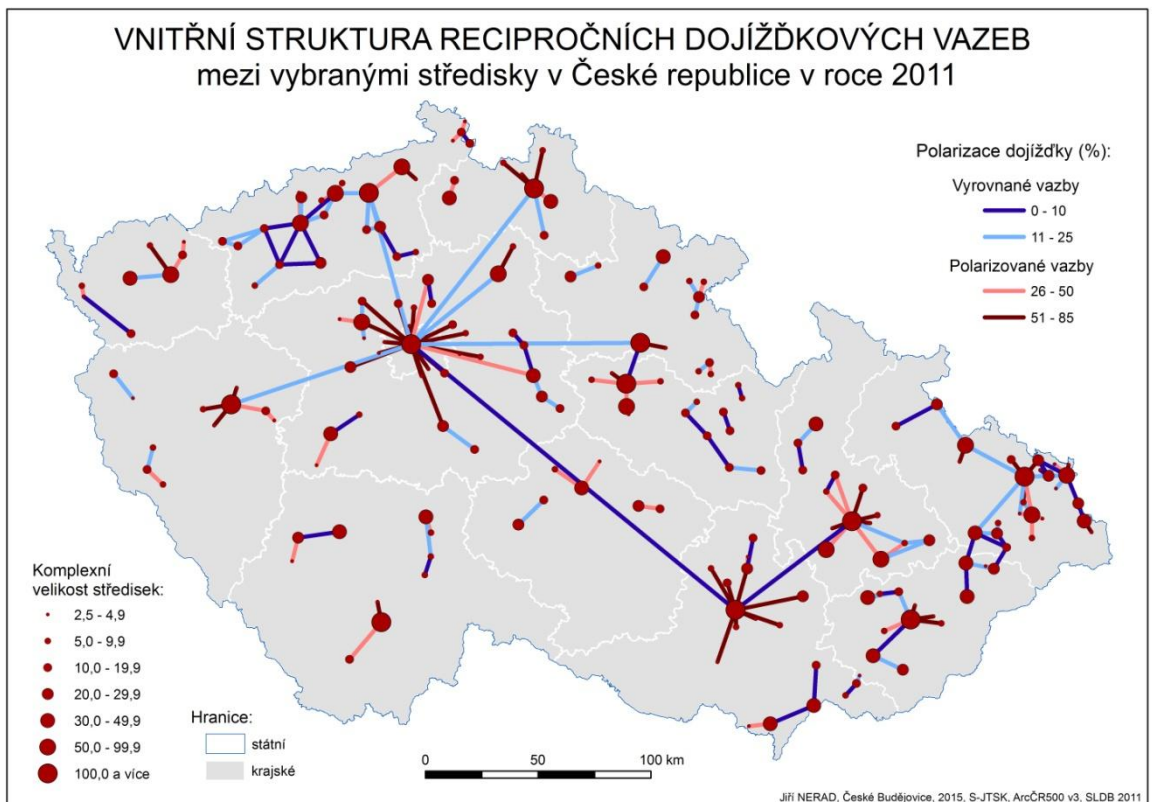 VNITŘNÍ STRUKTURA RECIPROČNÍCH DOJÍŽĎKOVÝCH VAZEB
mezi vybranými středisky v České republice v roce 2011
Polarizace dojížďky (%):
Vyrovnané vazby
0 - 10
11 - 25
Polarizované vazby
26 - 50
51 - 85
Komplexní
velikost středisek:
2,5 - 4,9
5,0 - 9,9
10,0 - 19,9
20,0 - 29,9
30,0 - 49,9
50,0 - 99,9
100,0 a více
Hranice:
státní
krajské
0 50 100 km
Jiří NERAD, České Budějovice, 2015, S-JTSK, ArcČR500 v3, SLDB 2011